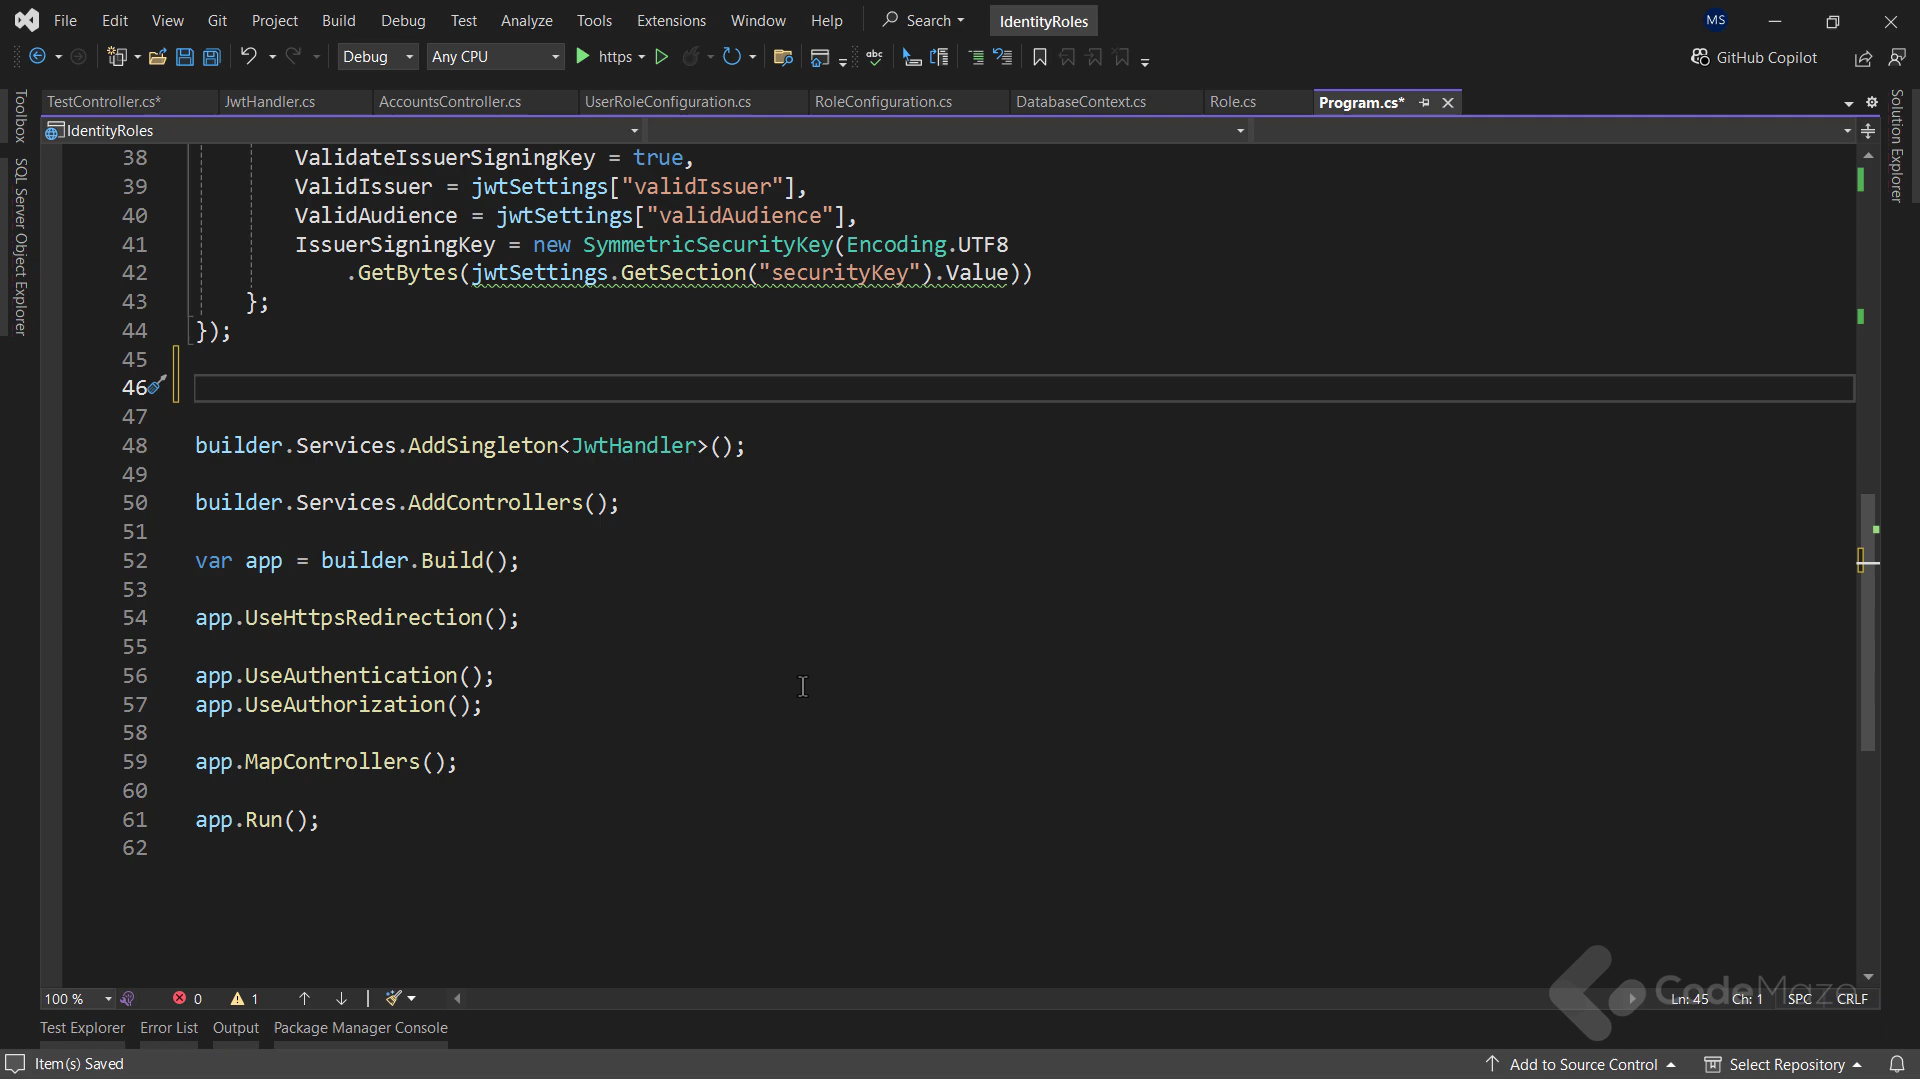 File Edit View Git Project Build Debug Test Analyze Tools Extensions Window Help Search IdentityRoles MS
Debug Any CPU https abc GitHub Copilot
TestController.cs* JwtHandler.cs AccountsController.cs UserRoleConfiguration.cs RoleConfiguration.cs DatabaseContext.cs Role.cs Program.cs*
IdentityRoles
Toolbox
SQL Server Object Explorer
Solution Explorer
38 ValidateIssuerSigningKey = true,
39 ValidIssuer = jwtSettings["validIssuer"],
40 ValidAudience = jwtSettings["validAudience"],
41 IssuerSigningKey = new SymmetricSecurityKey(Encoding.UTF8
42 .GetBytes(jwtSettings.GetSection("securityKey").Value))
43 };
44 });
45
46
47
48 builder.Services.AddSingleton<JwtHandler>();
49
50 builder.Services.AddControllers();
51
52 var app = builder.Build();
53
54 app.UseHttpsRedirection();
55
56 app.UseAuthentication();
57 app.UseAuthorization();
58
59 app.MapControllers();
60
61 app.Run();
62
CodeMaze
100 % 0 1 Ln: 45 Ch: 1 SPC CRLF
Test Explorer Error List Output Package Manager Console
Item(s) Saved Add to Source Control Select Repository